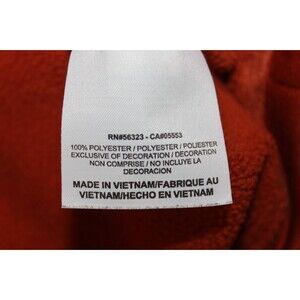 RN#56323 - CA#05553
100% POLYESTER / POLYESTER / POLIESTER
EXCLUSIVE OF DECORATION / DECORATION
NON COMPRISE / NO INCLUYE LA
DECORACION
MADE IN VIETNAM/FABRIQUE AU
VIETNAM/HECHO EN VIETNAM